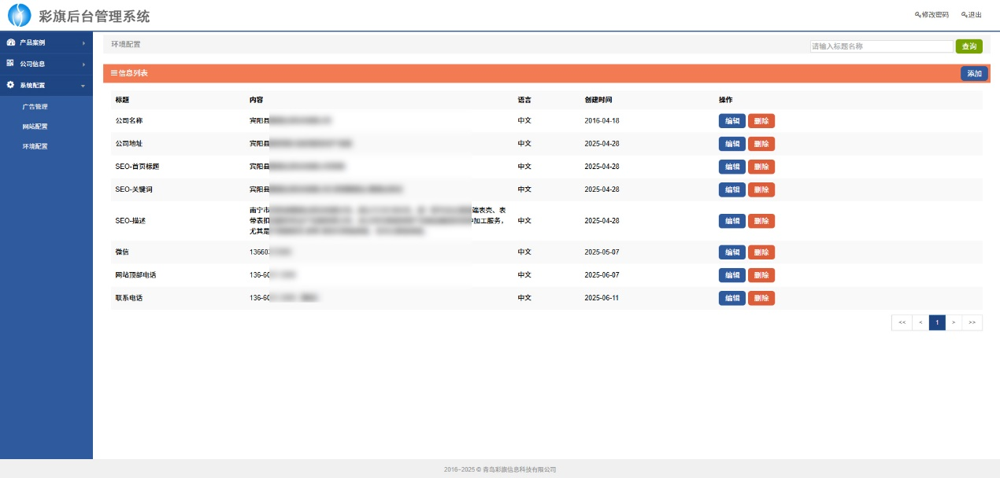 彩旗后台管理系统
修改密码 退出
产品案例
公司信息
系统配置
广告管理
网站配置
环境配置
环境配置 请输入标题名称 查询
信息列表 添加
标题 内容 语言 创建时间 操作
公司名称 宾阳县 中文 2016-04-18 编辑 删除
公司地址 宾阳县 中文 2025-04-28 编辑 删除
SEO-首页标题 宾阳县 中文 2025-04-28 编辑 删除
SEO-关键词 宾阳县 中文 2025-04-28 编辑 删除
南宁市 表壳、表
SEO-描述 带表扣 加工服务, 中文 2025-04-28 编辑 删除
尤其是
微信 13660 中文 2025-05-07 编辑 删除
网站顶部电话 136-60 中文 2025-06-07 编辑 删除
联系电话 136-60 中文 2025-06-11 编辑 删除
<< < 1 > >>
2016-2025 © 青岛彩旗信息科技有限公司